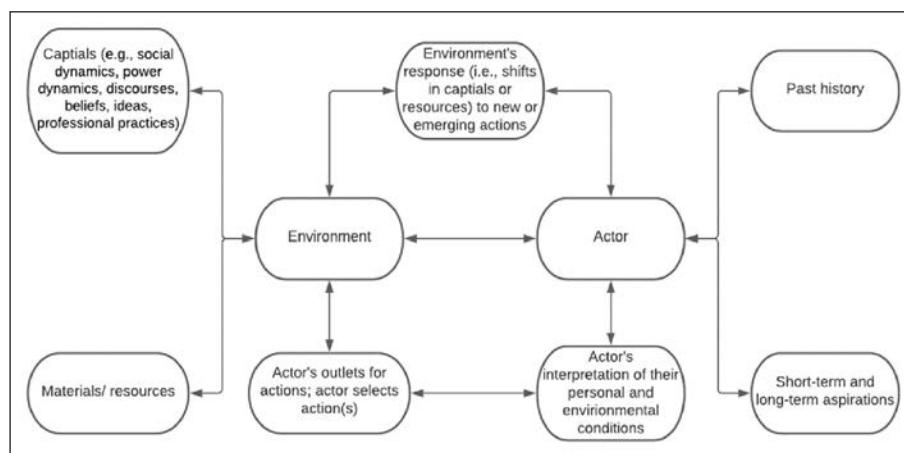 Captials (e.g., social
dynamics, power
dynamics, discourses,
beliefs, ideas,
professional practices)
Environment's
response (i.e., shifts
in captials or
resources) to new or
emerging actions
Past history
Environment
Actor
Materials/ resources
Actor's outlets for
actions; actor selects
action(s)
Actor's
interpretation of their
personal and
envirionmental
conditions
Short-term and
long-term aspirations